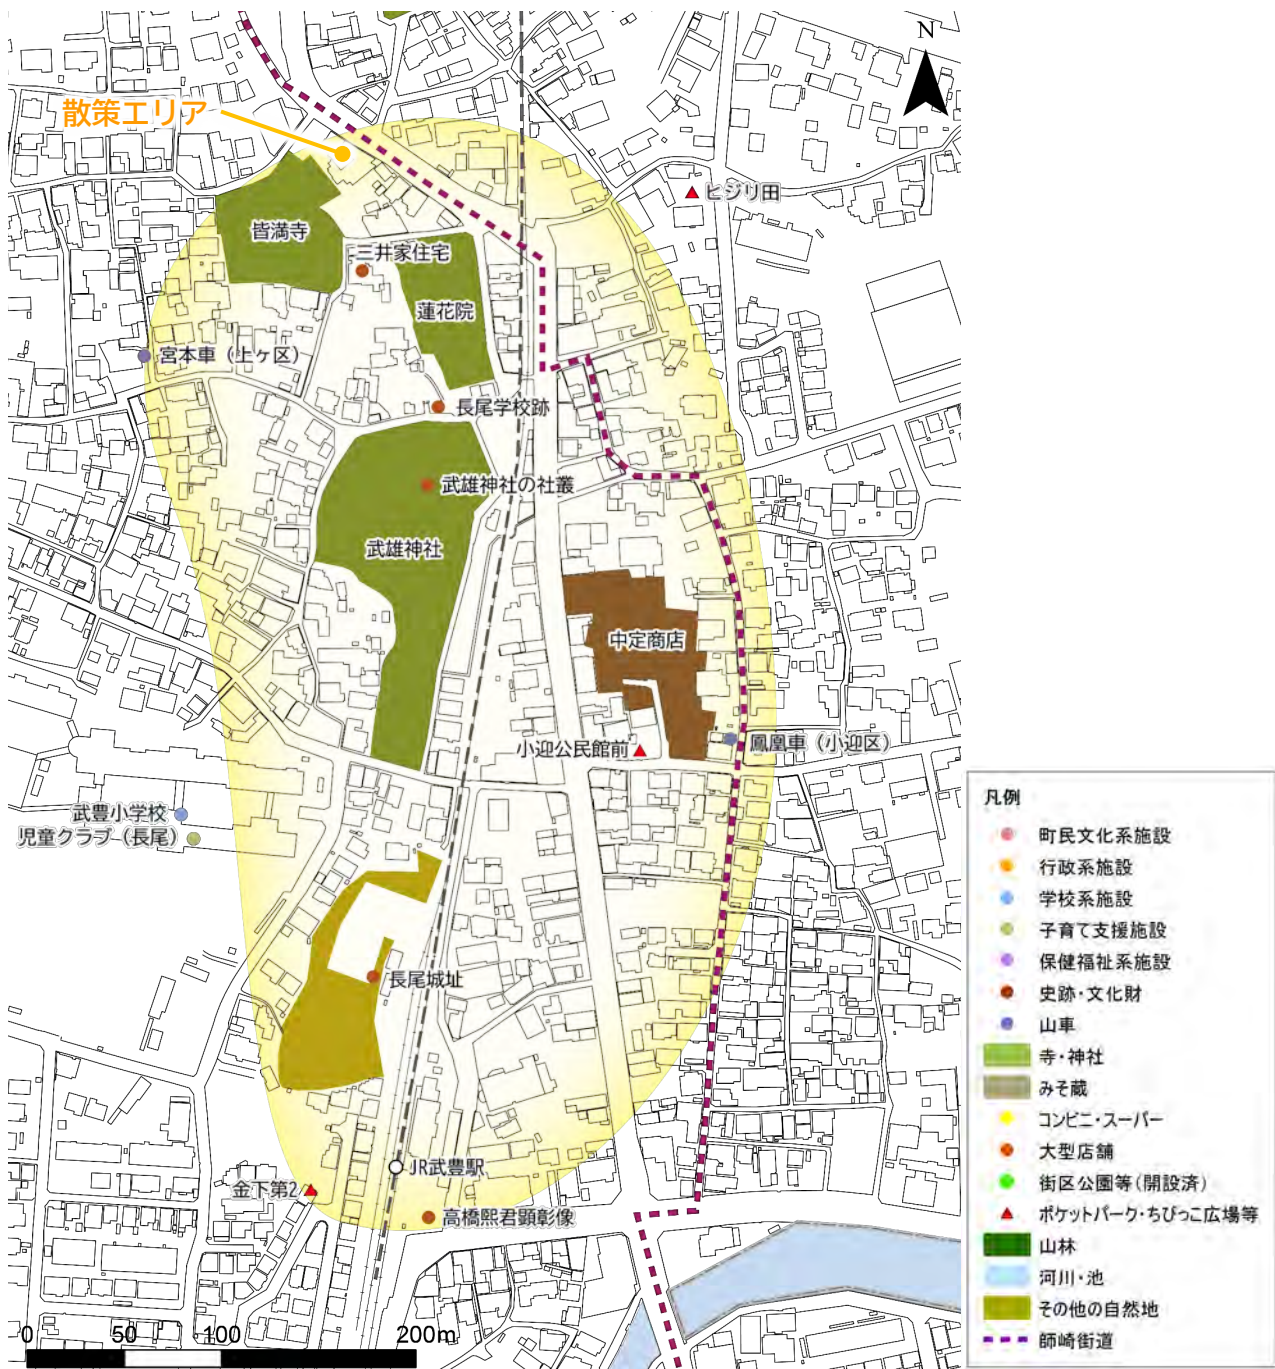 N
散策エリア
ヒジリ田
皆満寺
三井家住宅
蓮花院
宮本車（上ヶ区）
長尾学校跡
武雄神社の社叢
武雄神社
中定商店
小迎公民館前
鳳凰車（小迎区）
武豊小学校
児童クラブ（長尾）
長尾城址
JR武豊駅
金下第2
高橋熙君顕彰像
0 50 100 200m
凡例
町民文化系施設
行政系施設
学校系施設
子育て支援施設
保健福祉系施設
史跡・文化財
山車
寺・神社
みそ蔵
コンビニ・スーパー
大型店舗
街区公園等（開設済）
ポケットパーク・ちびっこ広場等
山林
河川・池
その他の自然地
師崎街道